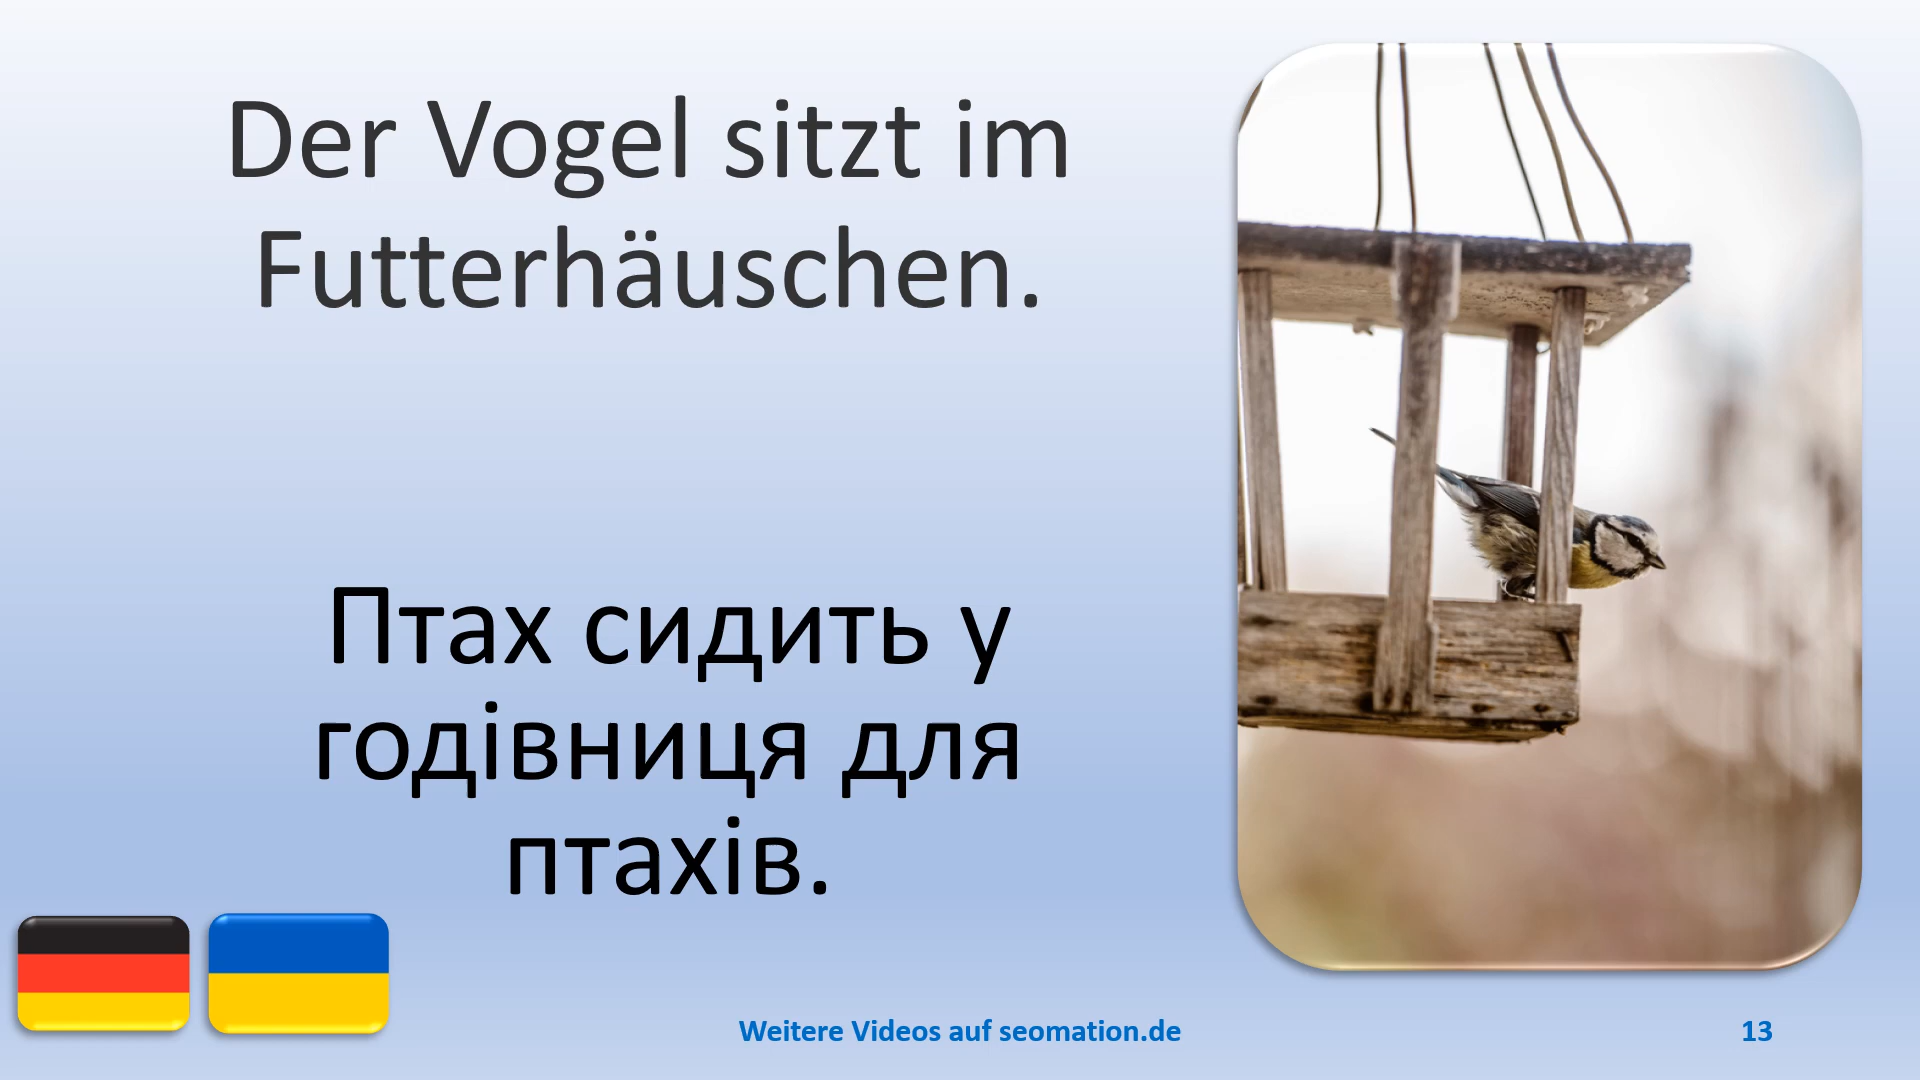 Der Vogel sitzt im
Futterhäuschen.
Птах сидить у
годівниця для
птахів.
Weitere Videos auf seomation.de
13